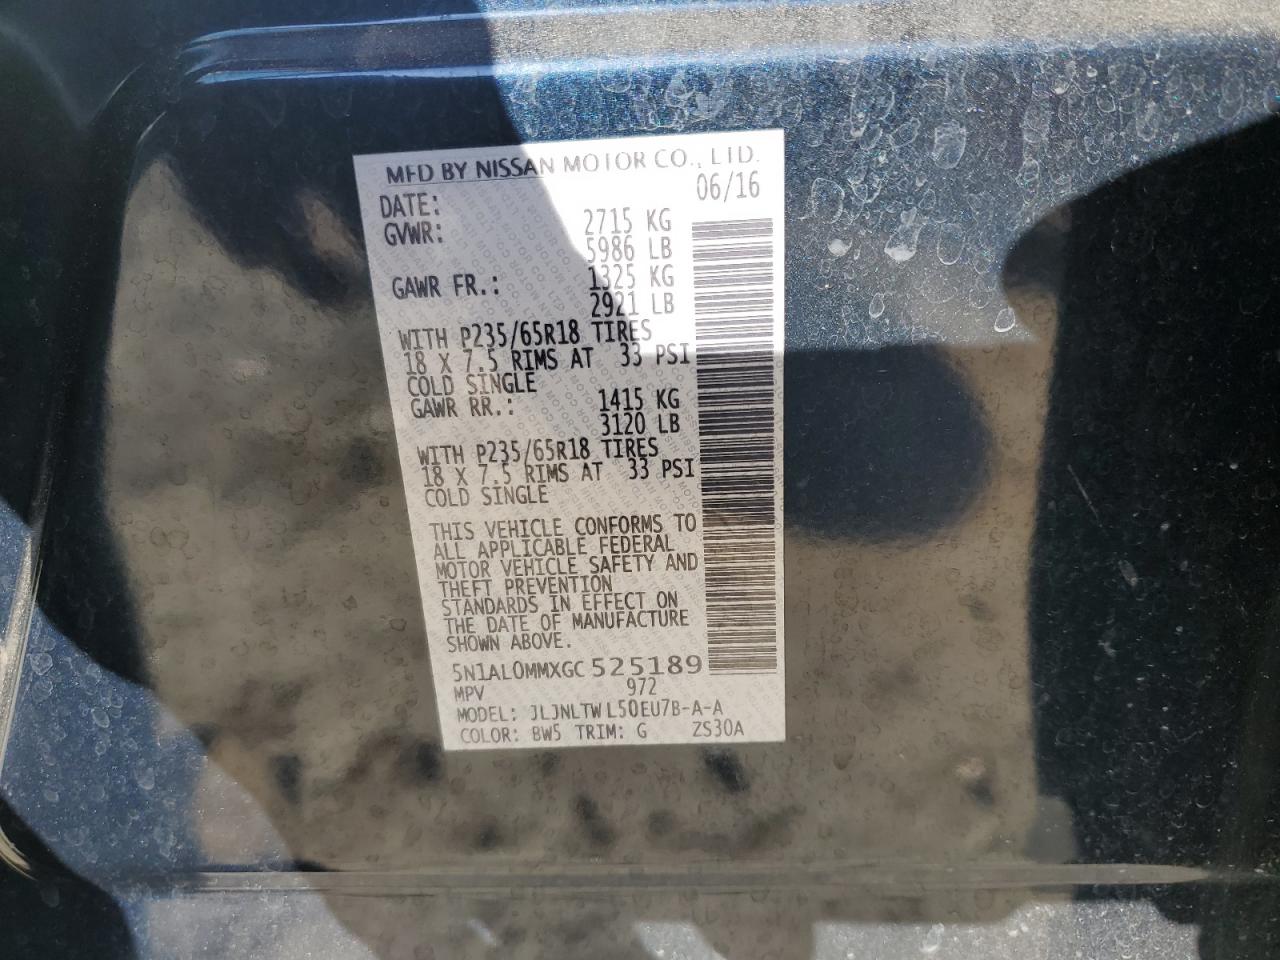 MFD BY NISSAN MOTOR CO., LTD.
DATE: 06/16
GVWR: 2715 KG
5986 LB
GAWR FR.: 1325 KG
2921 LB
WITH P235/65R18 TIRES
18 X 7.5 RIMS AT 33 PSI
COLD SINGLE
GAWR RR.: 1415 KG
3120 LB
WITH P235/65R18 TIRES
18 X 7.5 RIMS AT 33 PSI
COLD SINGLE
THIS VEHICLE CONFORMS TO
ALL APPLICABLE FEDERAL
MOTOR VEHICLE SAFETY AND
THEFT PREVENTION
STANDARDS IN EFFECT ON
THE DATE OF MANUFACTURE
SHOWN ABOVE.
5N1AL0MMXGC 525189
MPV 972
MODEL: JLJNLTW L50EU7B-A-A
COLOR: BW5 TRIM: G ZS30A